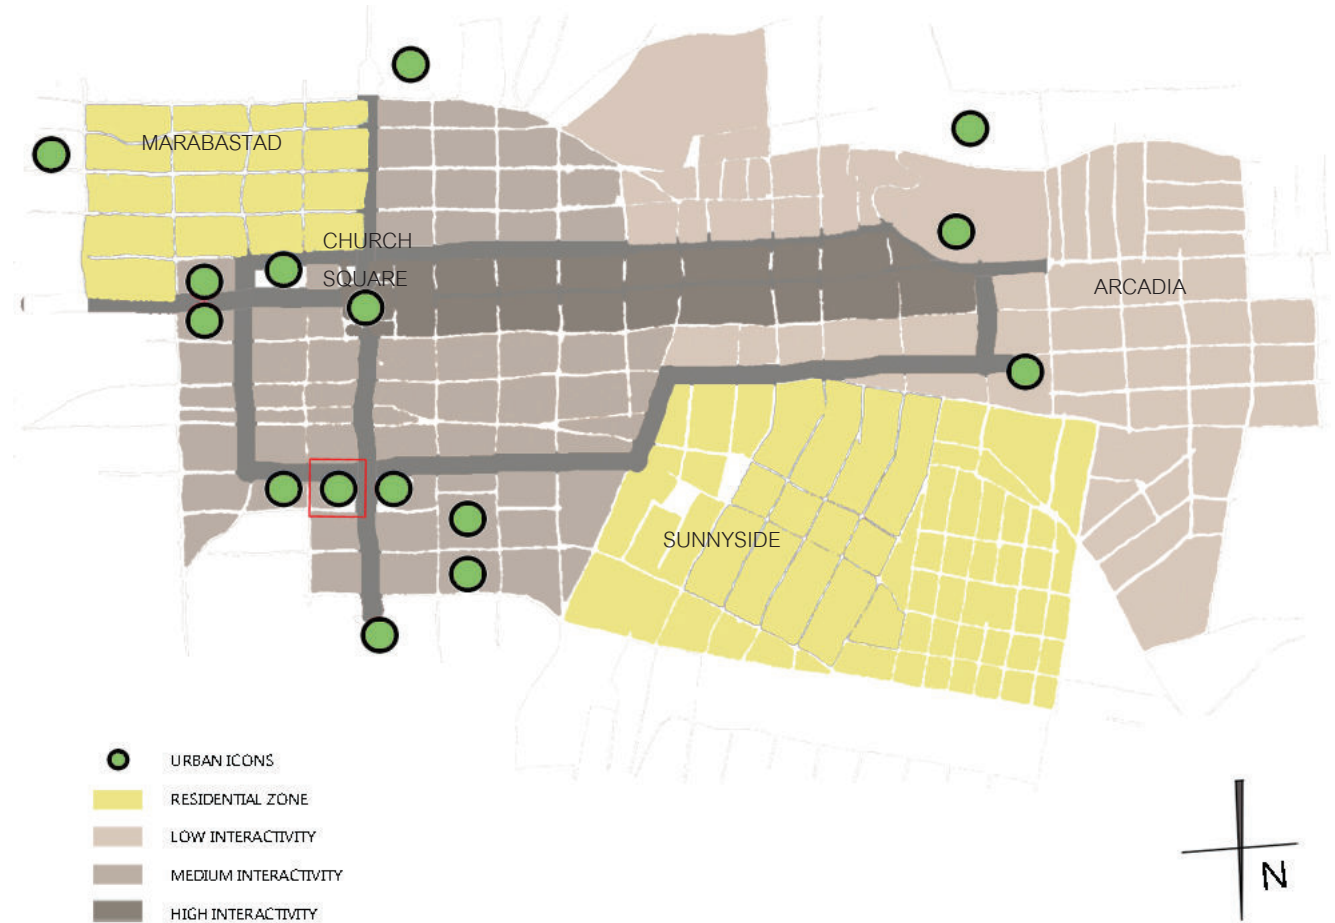 MARABASTAD
CHURCH
SQUARE
ARCADIA
SUNNYSIDE
URBAN ICONS
RESIDENTIAL ZONE
LOW INTERACTIVITY
MEDIUM INTERACTIVITY
HIGH INTERACTIVITY
N